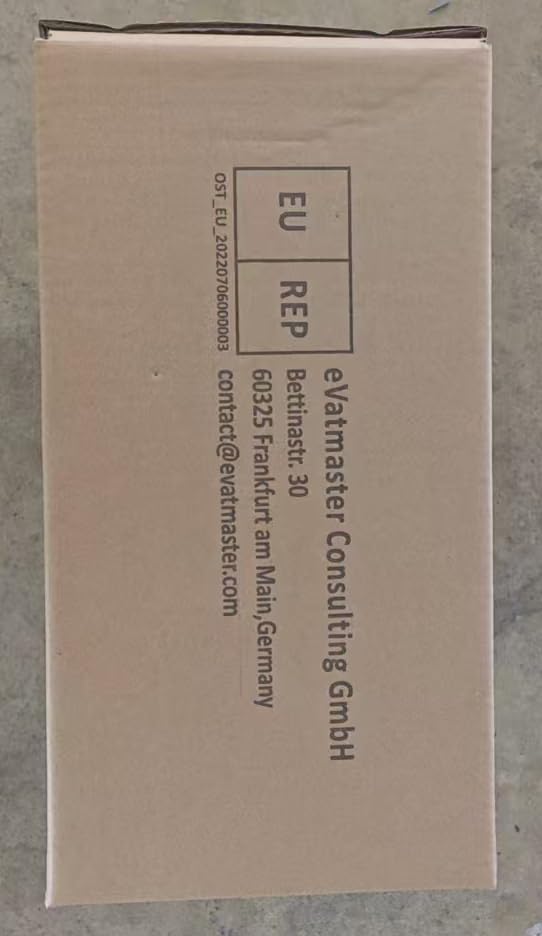 EU REP
OST_EU_20220706000003
eVatmaster Consulting GmbH
Bettinastr. 30
60325 Frankfurt am Main,Germany
contact@evatmaster.com